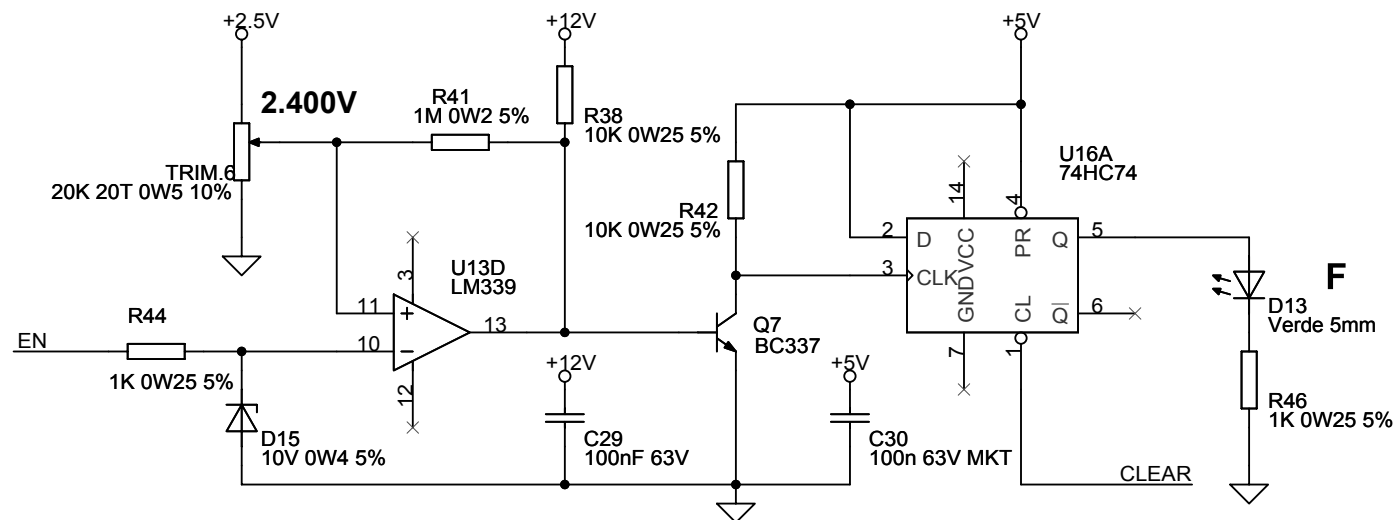 +2.5V
+12V
+5V
2.400V
R41
1M 0W2 5%
R38
10K 0W25 5%
TRIM.6
20K 20T 0W5 10%
U16A
74HC74
R42
10K 0W25 5%
14
4
2
D
VCC
PR
Q
5
3
CLK
GND
CL
Q
6
7
1
F
D13
Verde 5mm
R46
1K 0W25 5%
3
U13D
LM339
11
+
13
10
−
12
R44
EN
1K 0W25 5%
D15
10V 0W4 5%
Q7
BC337
+12V
C29
100nF 63V
+5V
C30
100n 63V MKT
CLEAR